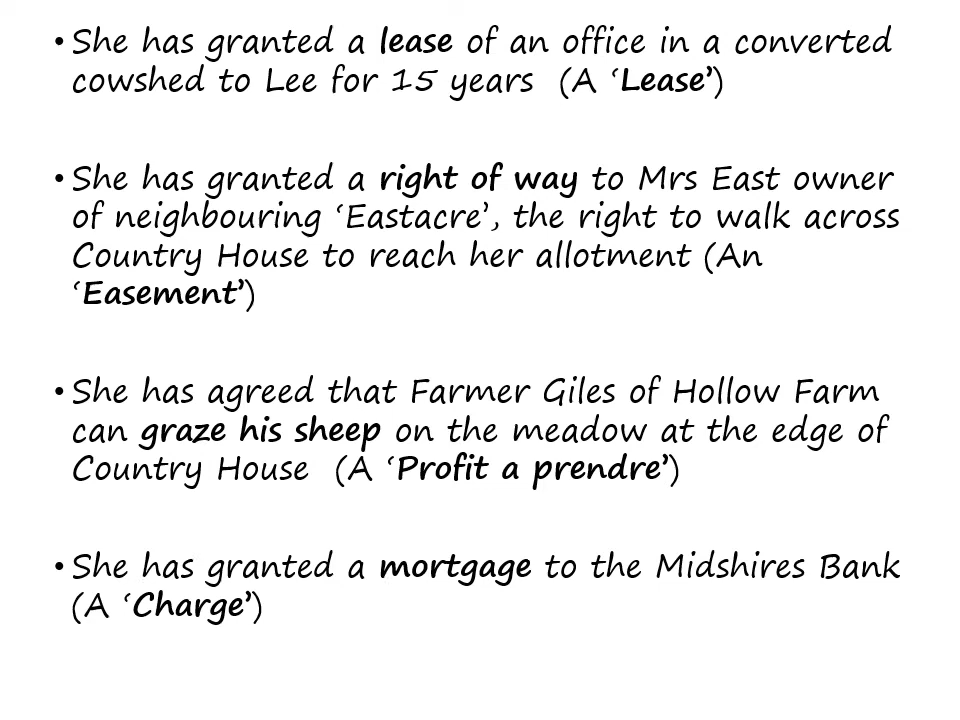 • She has granted a lease of an office in a converted
cowshed to Lee for 15 years (A ‘Lease’)
• She has granted a right of way to Mrs East owner
of neighbouring ‘Eastacre’, the right to walk across
Country House to reach her allotment (An
‘Easement’)
• She has agreed that Farmer Giles of Hollow Farm
can graze his sheep on the meadow at the edge of
Country House (A ‘Profit a prendre’)
• She has granted a mortgage to the Midshires Bank
(A ‘Charge’)